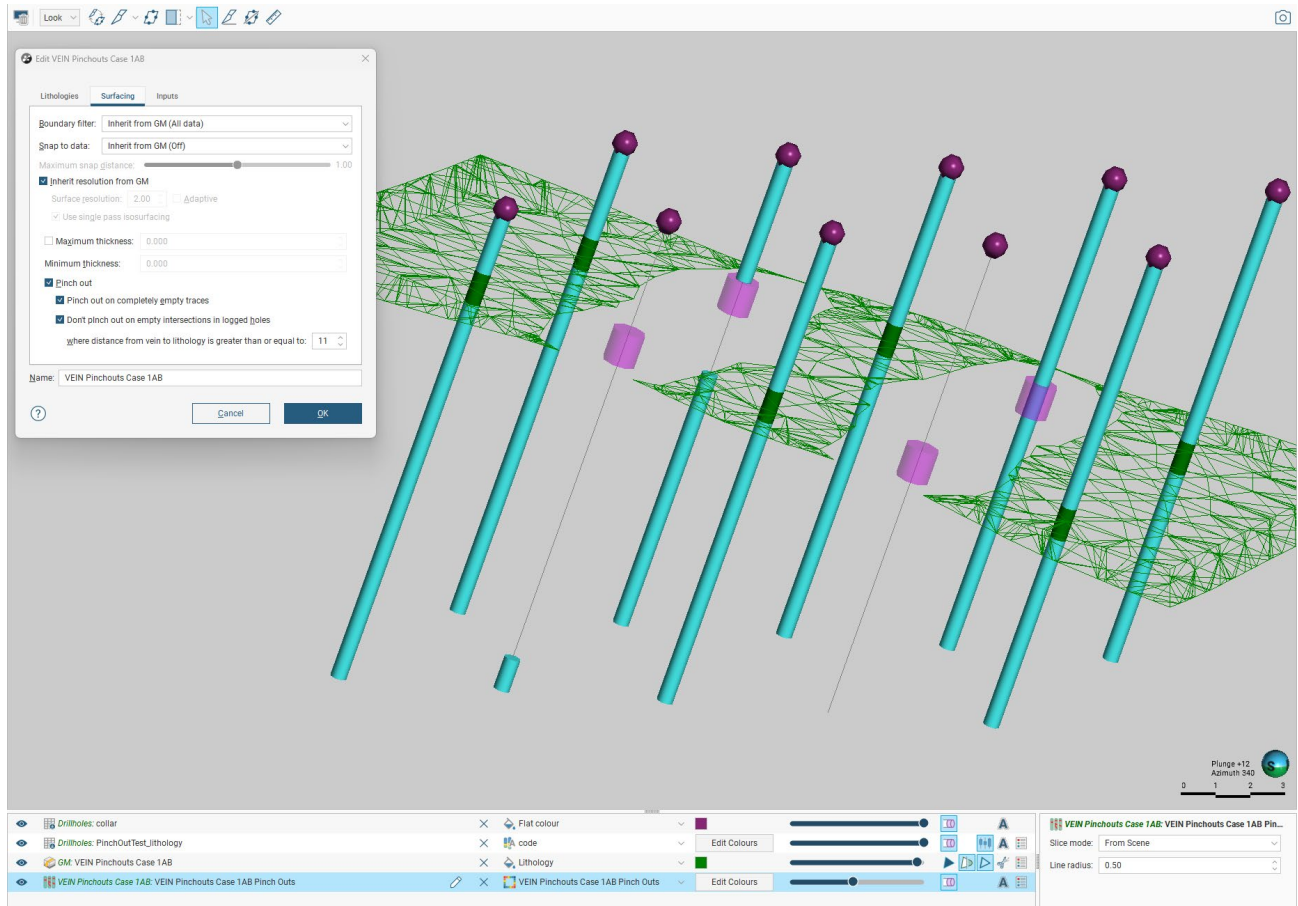 Look
Edit VEIN Pinchouts Case 1AB
Lithologies Surfacing Inputs
Boundary filter: Inherit from GM (All data)
Snap to data: Inherit from GM (Off)
Maximum snap distance: 1.00
Inherit resolution from GM
Surface resolution: 2.00 Adaptive
Use single pass isosurfacing
Maximum thickness: 0.000
Minimum thickness: 0.000
Pinch out
Pinch out on completely empty traces
Don't pinch out on empty intersections in logged holes
where distance from vein to lithology is greater than or equal to: 11
Name: VEIN Pinchouts Case 1AB
? Cancel OK
Plunge +12
Azimuth 340
S
0 1 2 3
Drillholes: collar Flat colour A
Drillholes: PinchOutTest_lithology code Edit Colours A
GM: VEIN Pinchouts Case 1AB Lithology
VEIN Pinchouts Case 1AB: VEIN Pinchouts Case 1AB Pinch Outs VEIN Pinchouts Case 1AB Pinch Outs Edit Colours A
VEIN Pinchouts Case 1AB: VEIN Pinchouts Case 1AB Pin...
Slice mode: From Scene
Line radius: 0.50